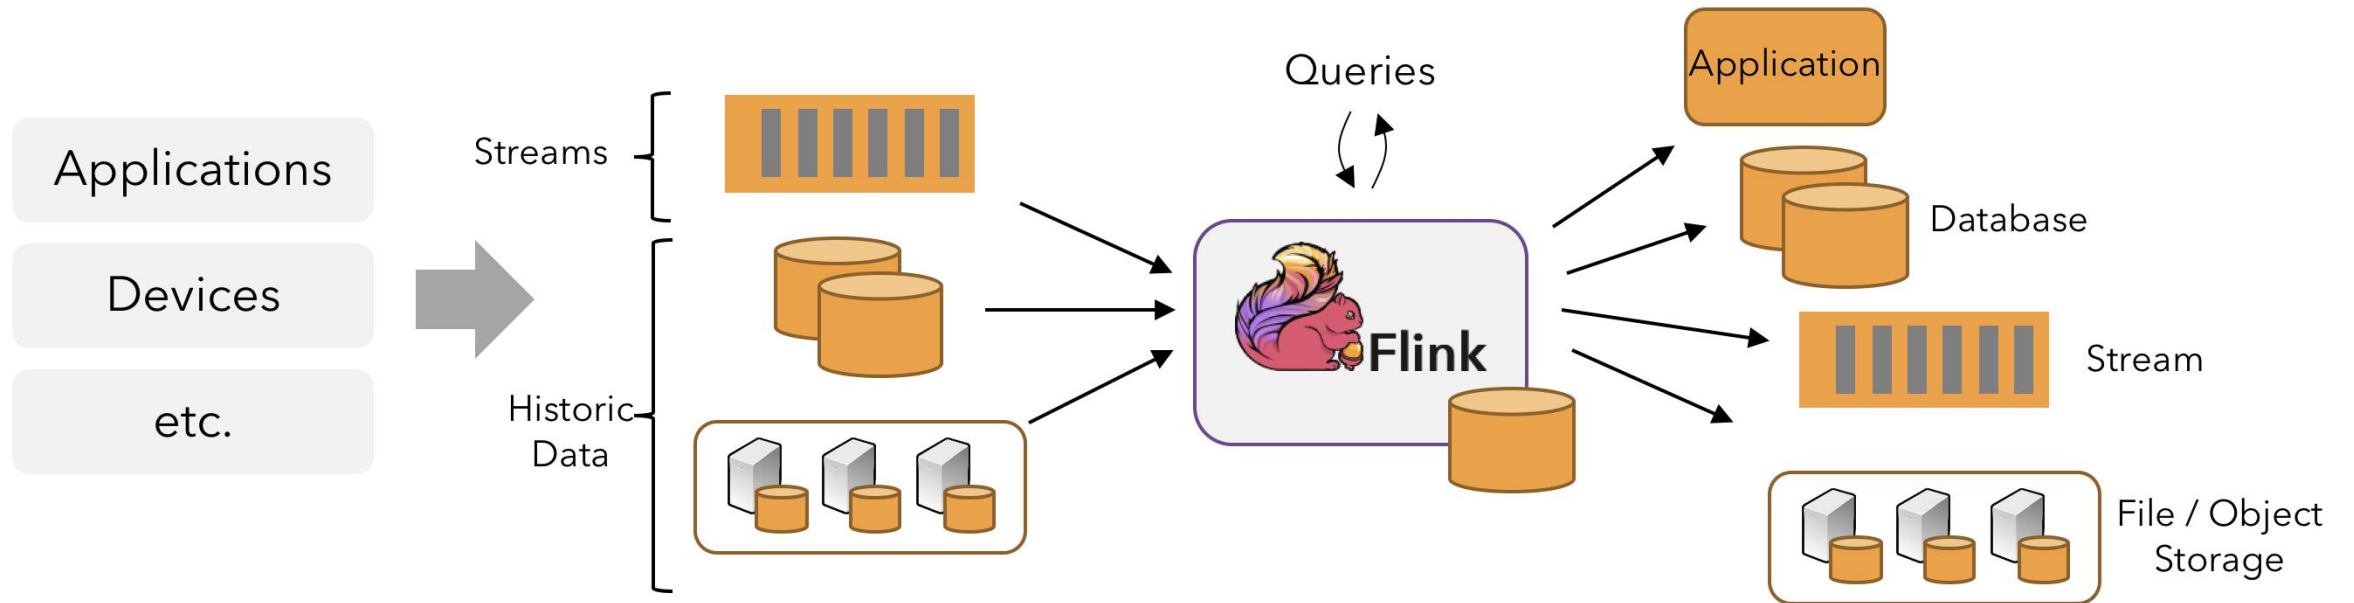 Applications
Devices
etc.
Streams
Historic
Data
Queries
Flink
Application
Database
Stream
File / Object
Storage